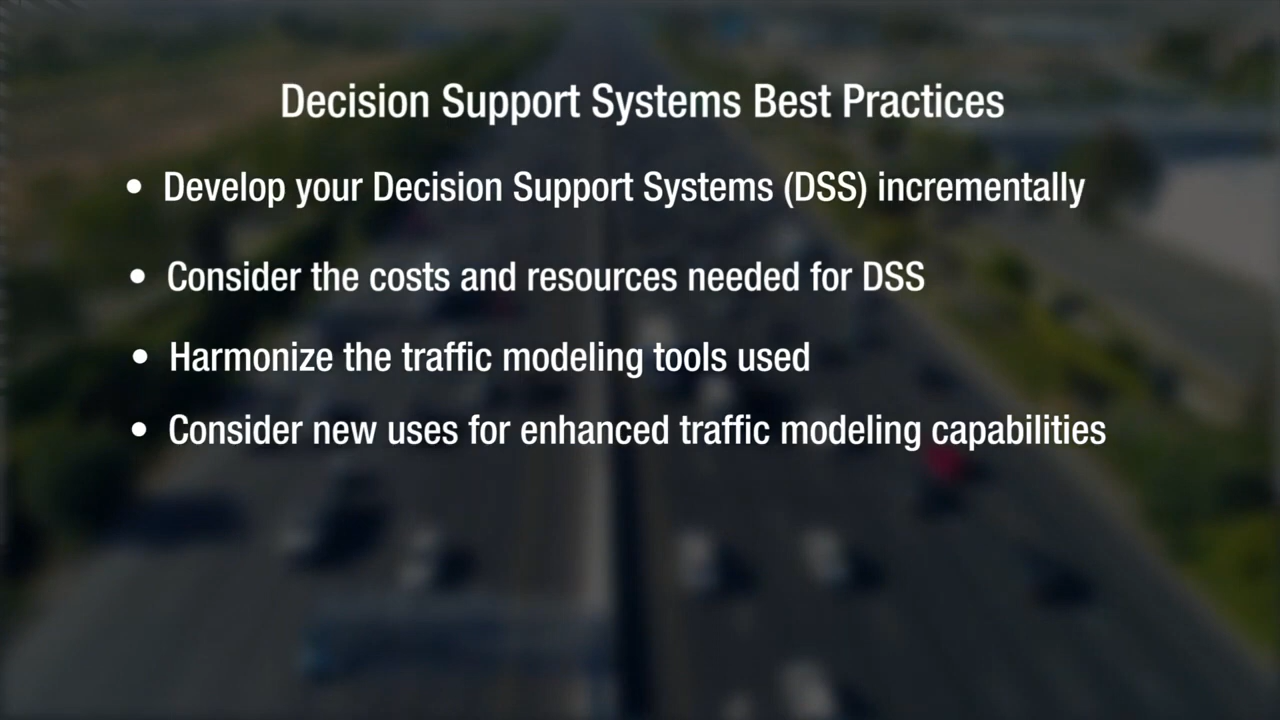 Decision Support Systems Best Practices
• Develop your Decision Support Systems (DSS) incrementally
• Consider the costs and resources needed for DSS
• Harmonize the traffic modeling tools used
• Consider new uses for enhanced traffic modeling capabilities